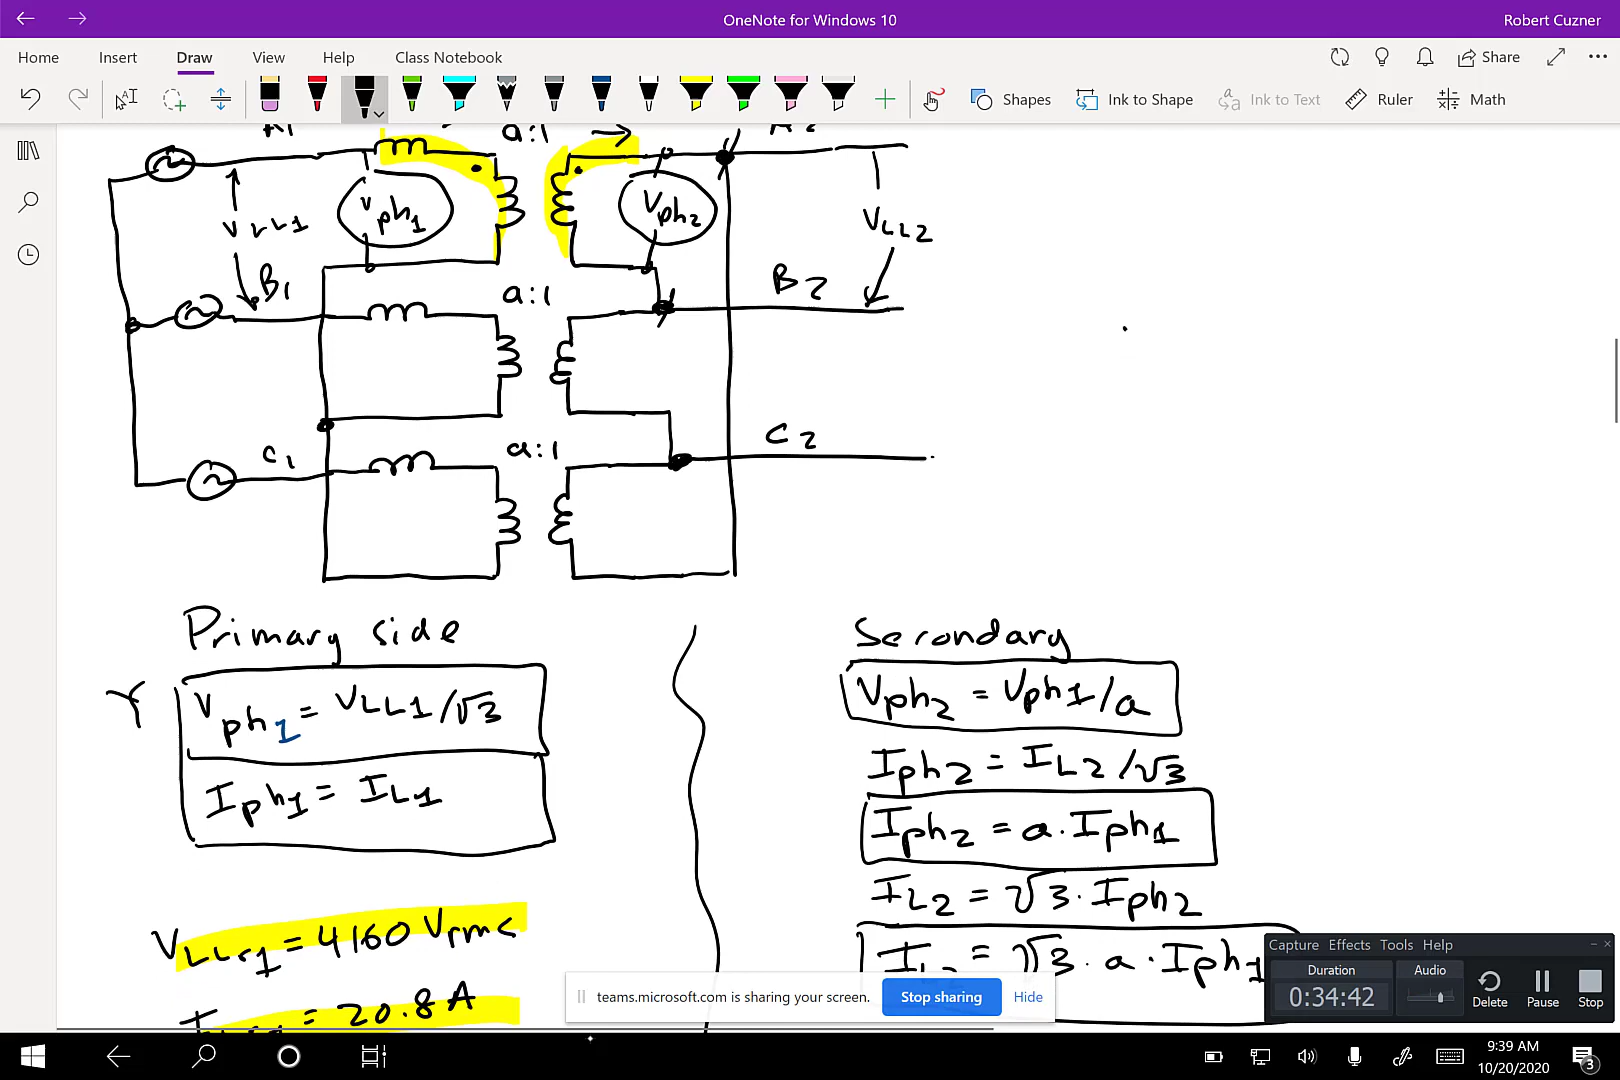 OneNote for Windows 10
Robert Cuzner
Home Insert Draw View Help Class Notebook
Share
Shapes Ink to Shape Ink to Text Ruler Math
a:1
Vph1
Vph2
VLL1
VLL2
B1
a:1
B2
C1
a:1
C2
Primary side
Secondary
Y
Vph1 = VLL1/√3
Iph1 = IL1
Vph2 = Vph1/a
Iph2 = IL2/√3
Iph2 = a·Iph1
IL2 = √3·Iph2
IL2 = √3·a·Iph1
= 4160 Vrms
= 20.8 A
Capture Effects Tools Help
Duration
Audio
0:34:42
Delete Pause Stop
teams.microsoft.com is sharing your screen.
Stop sharing
Hide
9:39 AM
10/20/2020
3